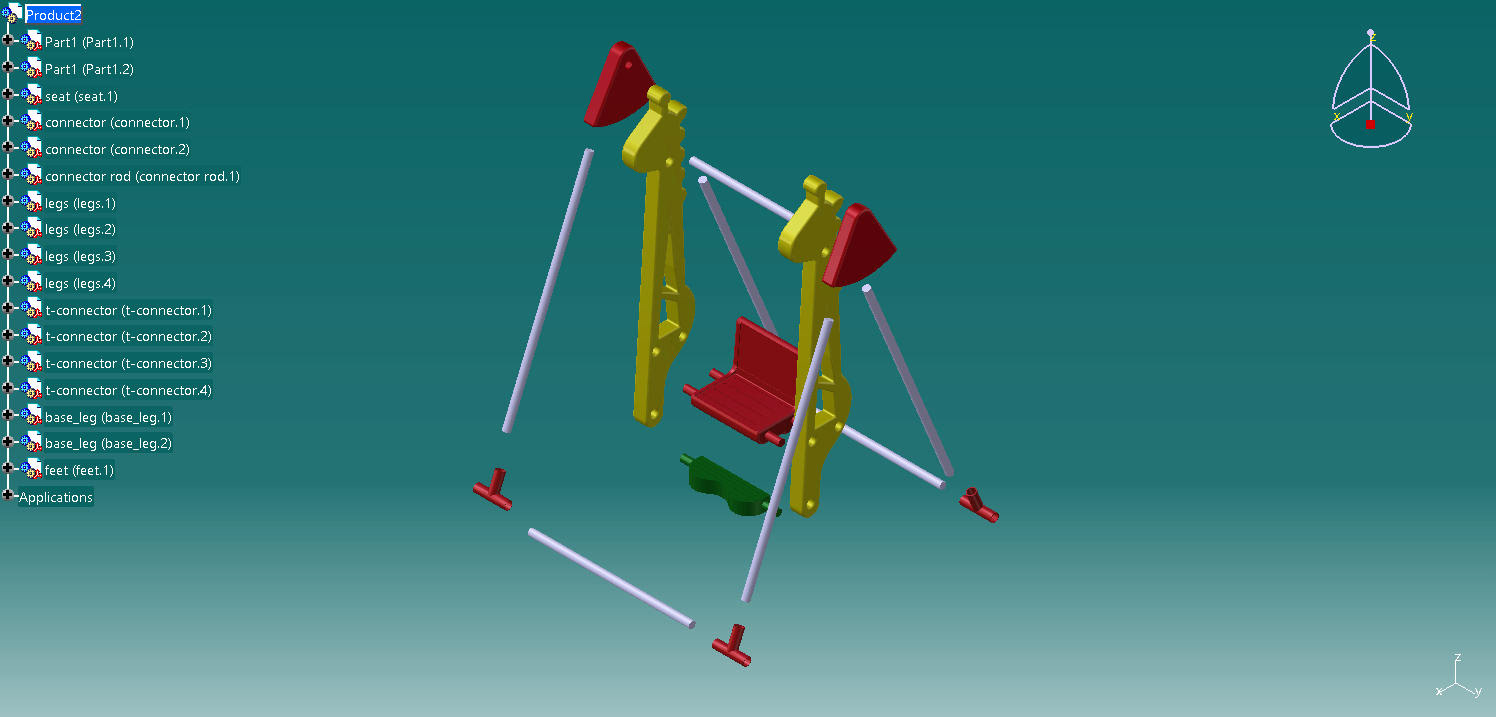 Product2
Part1 (Part1.1)
Part1 (Part1.2)
seat (seat.1)
connector (connector.1)
connector (connector.2)
connector rod (connector rod.1)
legs (legs.1)
legs (legs.2)
legs (legs.3)
legs (legs.4)
t-connector (t-connector.1)
t-connector (t-connector.2)
t-connector (t-connector.3)
t-connector (t-connector.4)
base_leg (base_leg.1)
base_leg (base_leg.2)
feet (feet.1)
Applications
z
x y
z
x y